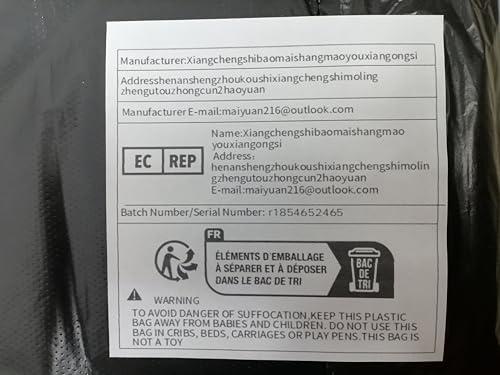 Manufacturer:Xiangchengshibaomaishangmaoyouxiangongsi
Addresshenanshengzhoukoushixiangchengshimoling
zhengutouzhongcun2haoyuan
Manufacturer E-mail:maiyuan216@outlook.com
EC REP
Name:Xiangchengshibaomaishangmao
youxiangongsi
Address:
henanshengzhoukoushixiangchengshimolin
gzhengutouzhongcun2haoyuan
E-mail:maiyuan216@outlook.com
Batch Number/Serial Number: r1854652465
FR
ÉLÉMENTS D'EMBALLAGE
À SÉPARER ET À DÉPOSER
DANS LE BAC DE TRI
BAC
DE
TRI
WARNING
TO AVOID DANGER OF SUFFOCATION,KEEP THIS PLASTIC
BAG AWAY FROM BABIES AND CHILDREN. DO NOT USE THIS
BAG IN CRIBS, BEDS, CARRIAGES OR PLAY PENS.THIS BAG IS
NOT A TOY